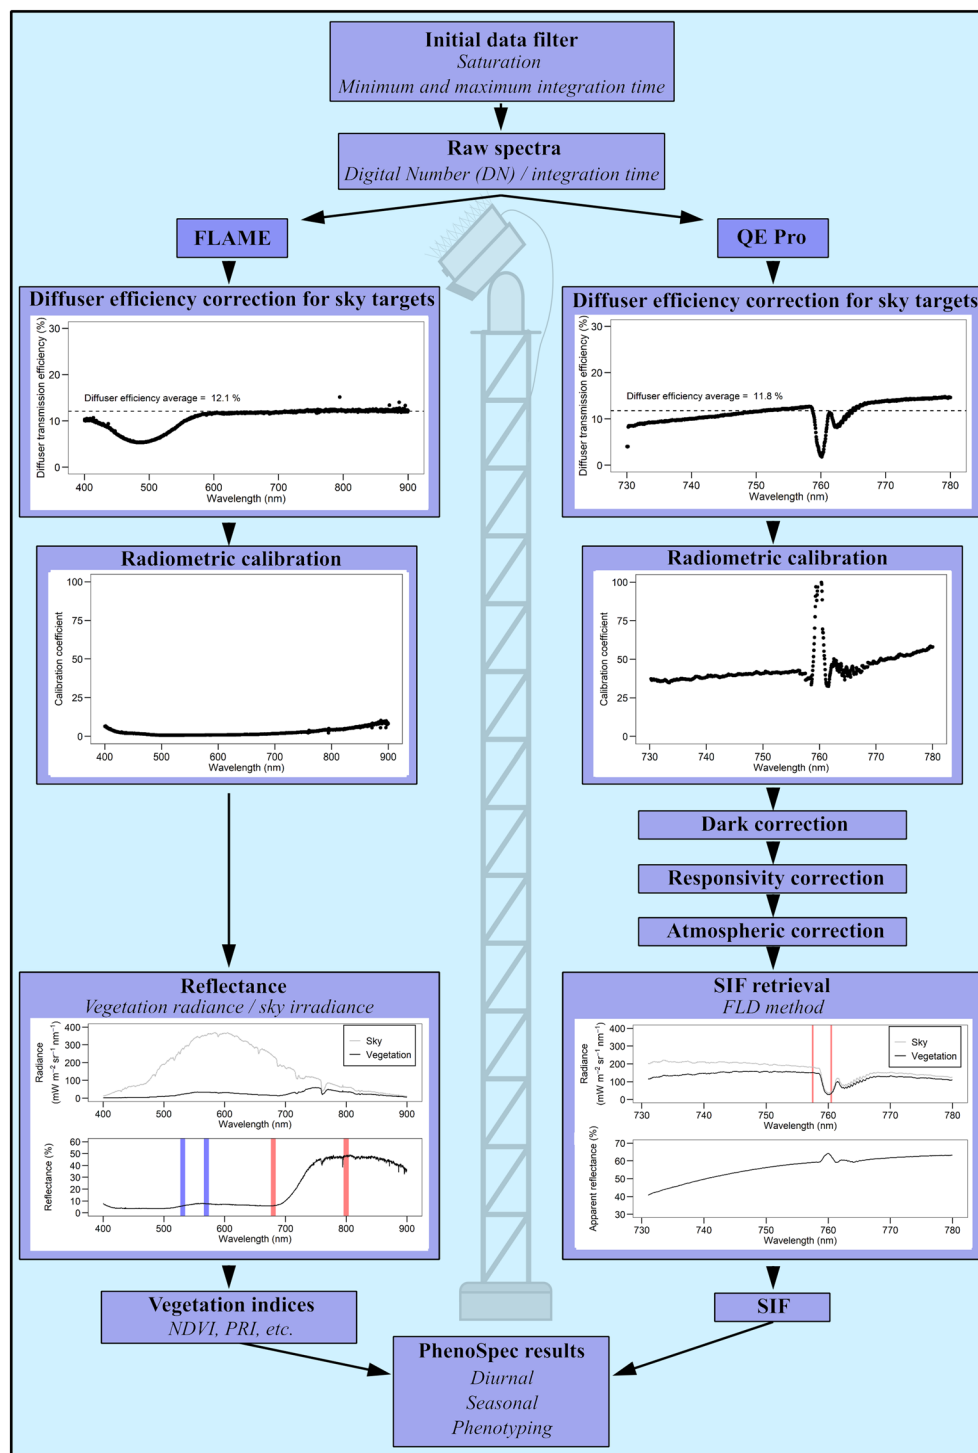 Initial data filter
Saturation
Minimum and maximum integration time
Raw spectra
Digital Number (DN) / integration time
FLAME
Diffuser efficiency correction for sky targets
Diffuser transmission efficiency (%)
30
20
10
0
Diffuser efficiency average = 12.1 %
400 500 600 700 800 900
Wavelength (nm)
Radiometric calibration
Calibration coefficient
100
75
50
25
0
400 500 600 700 800 900
Wavelength (nm)
Reflectance
Vegetation radiance / sky irradiance
Radiance
(mW m⁻² sr⁻¹ nm⁻¹)
400
300
200
100
0
Sky
Vegetation
400 500 600 700 800 900
Reflectance (%)
60
50
40
30
20
10
0
400 500 600 700 800 900
Wavelength (nm)
Vegetation indices
NDVI, PRI, etc.
QE Pro
Diffuser efficiency correction for sky targets
Diffuser transmission efficiency (%)
30
20
10
0
Diffuser efficiency average = 11.8 %
730 740 750 760 770 780
Wavelength (nm)
Radiometric calibration
Calibration coefficient
100
75
50
25
0
730 740 750 760 770 780
Wavelength (nm)
Dark correction
Responsivity correction
Atmospheric correction
SIF retrieval
FLD method
Radiance
(mW m⁻² sr⁻¹ nm⁻¹)
400
300
200
100
0
Sky
Vegetation
730 740 750 760 770 780
Apparent reflectance (%)
70
60
50
40
30
730 740 750 760 770 780
Wavelength (nm)
SIF
PhenoSpec results
Diurnal
Seasonal
Phenotyping